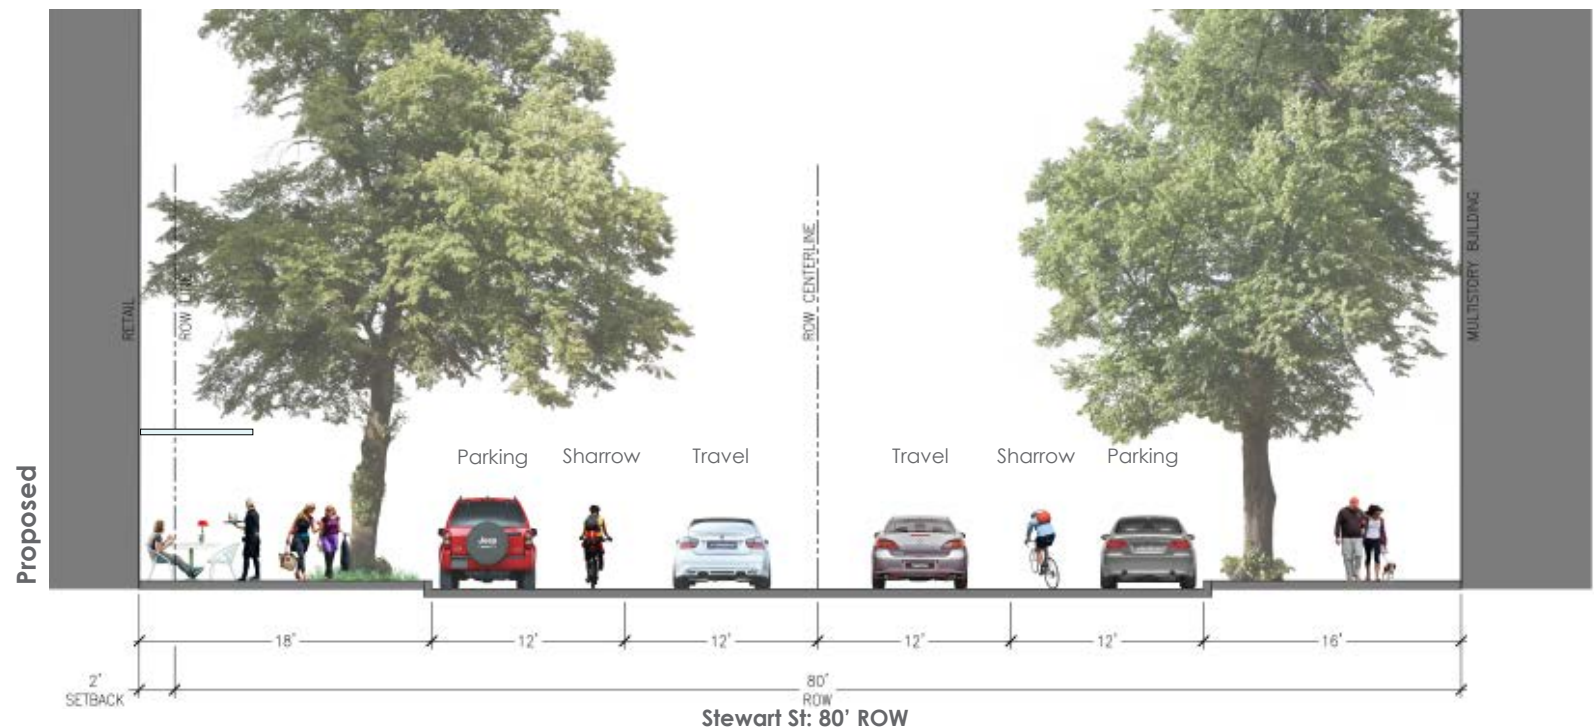 Proposed
RETAIL
ROW LINE
ROW CENTERLINE
MULTISTORY BUILDING
Parking
Sharrow
Travel
Travel
Sharrow
Parking
Jeep
18'
12'
12'
12'
12'
16'
2'
SETBACK
80'
ROW
Stewart St: 80' ROW